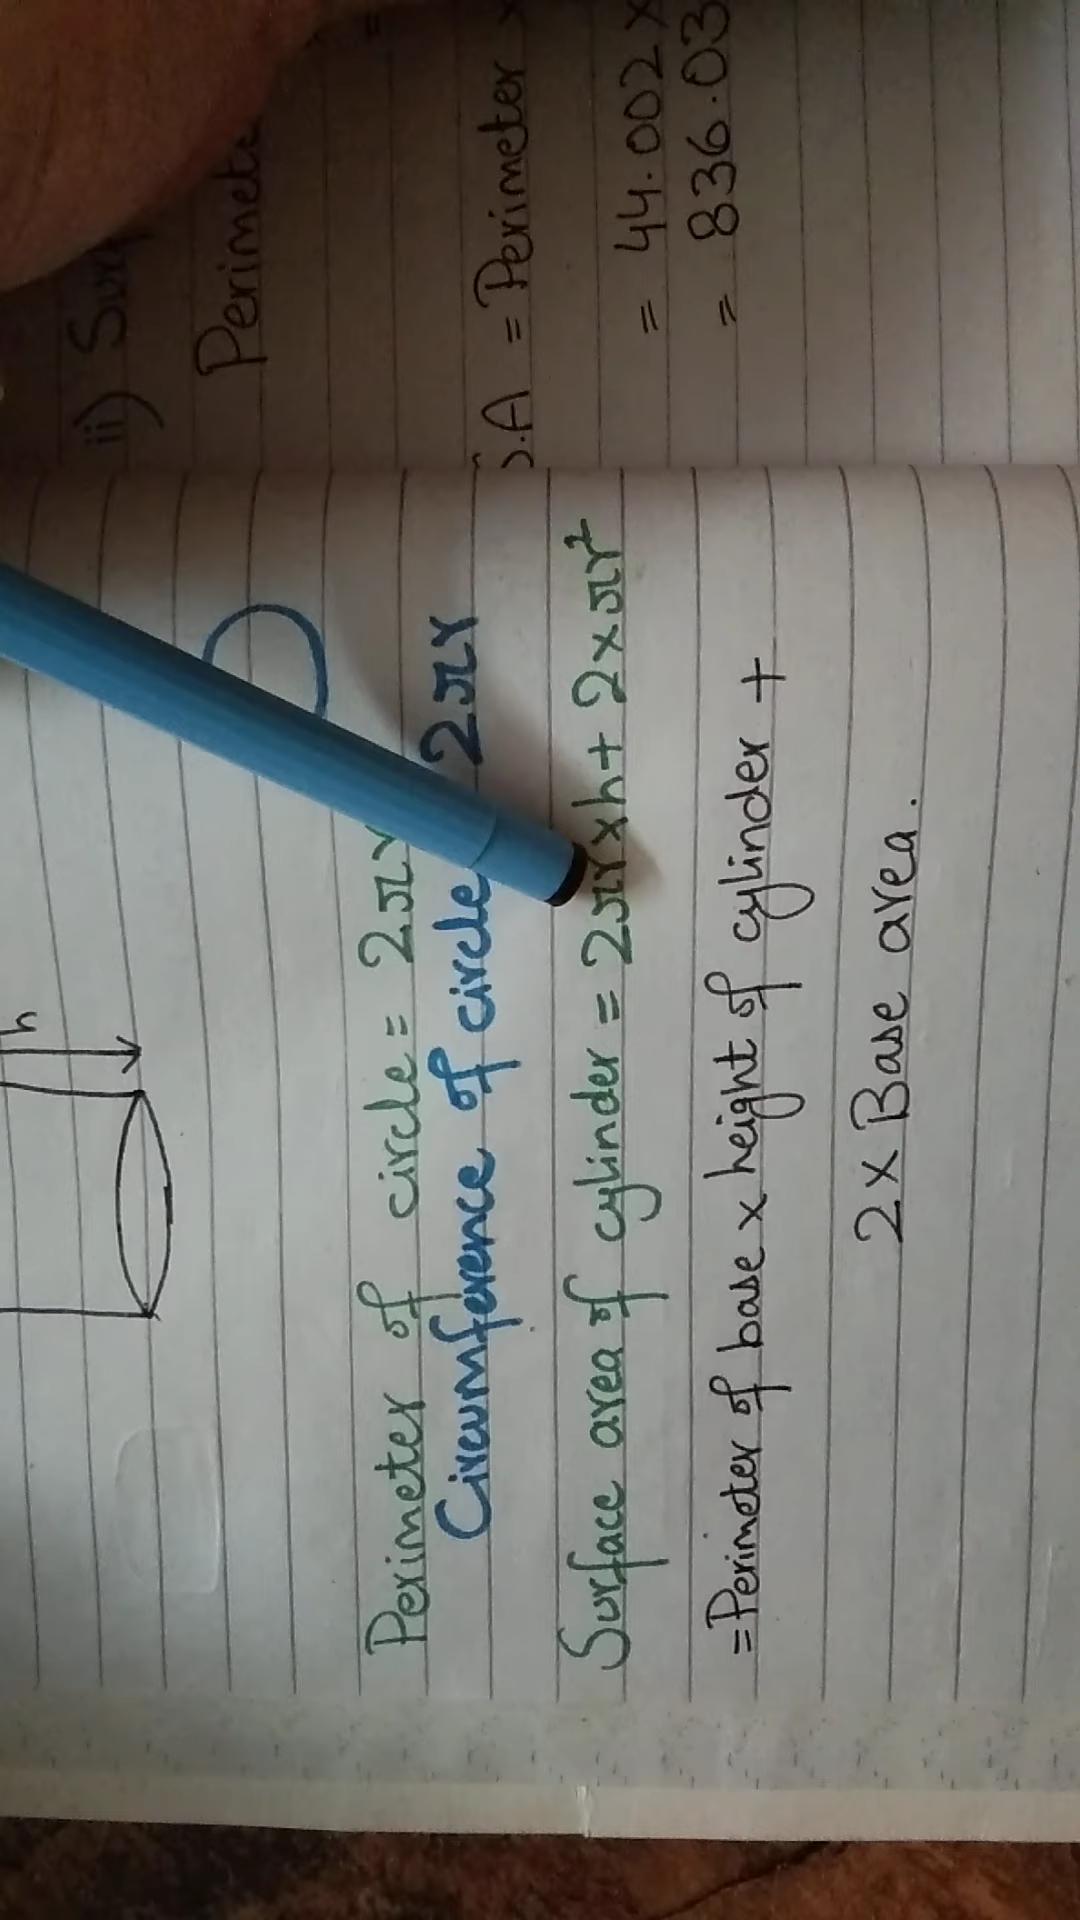 h
Perimeter of circle = 2πr
Circumference of circle 2πr
Surface area of cylinder = 2πr x h + 2 x πr²
= Perimeter of base x height of cylinder +
2 x Base area.
ii)
Perimete
S.A = Perimeter x
= 44.002 x
= 836.03